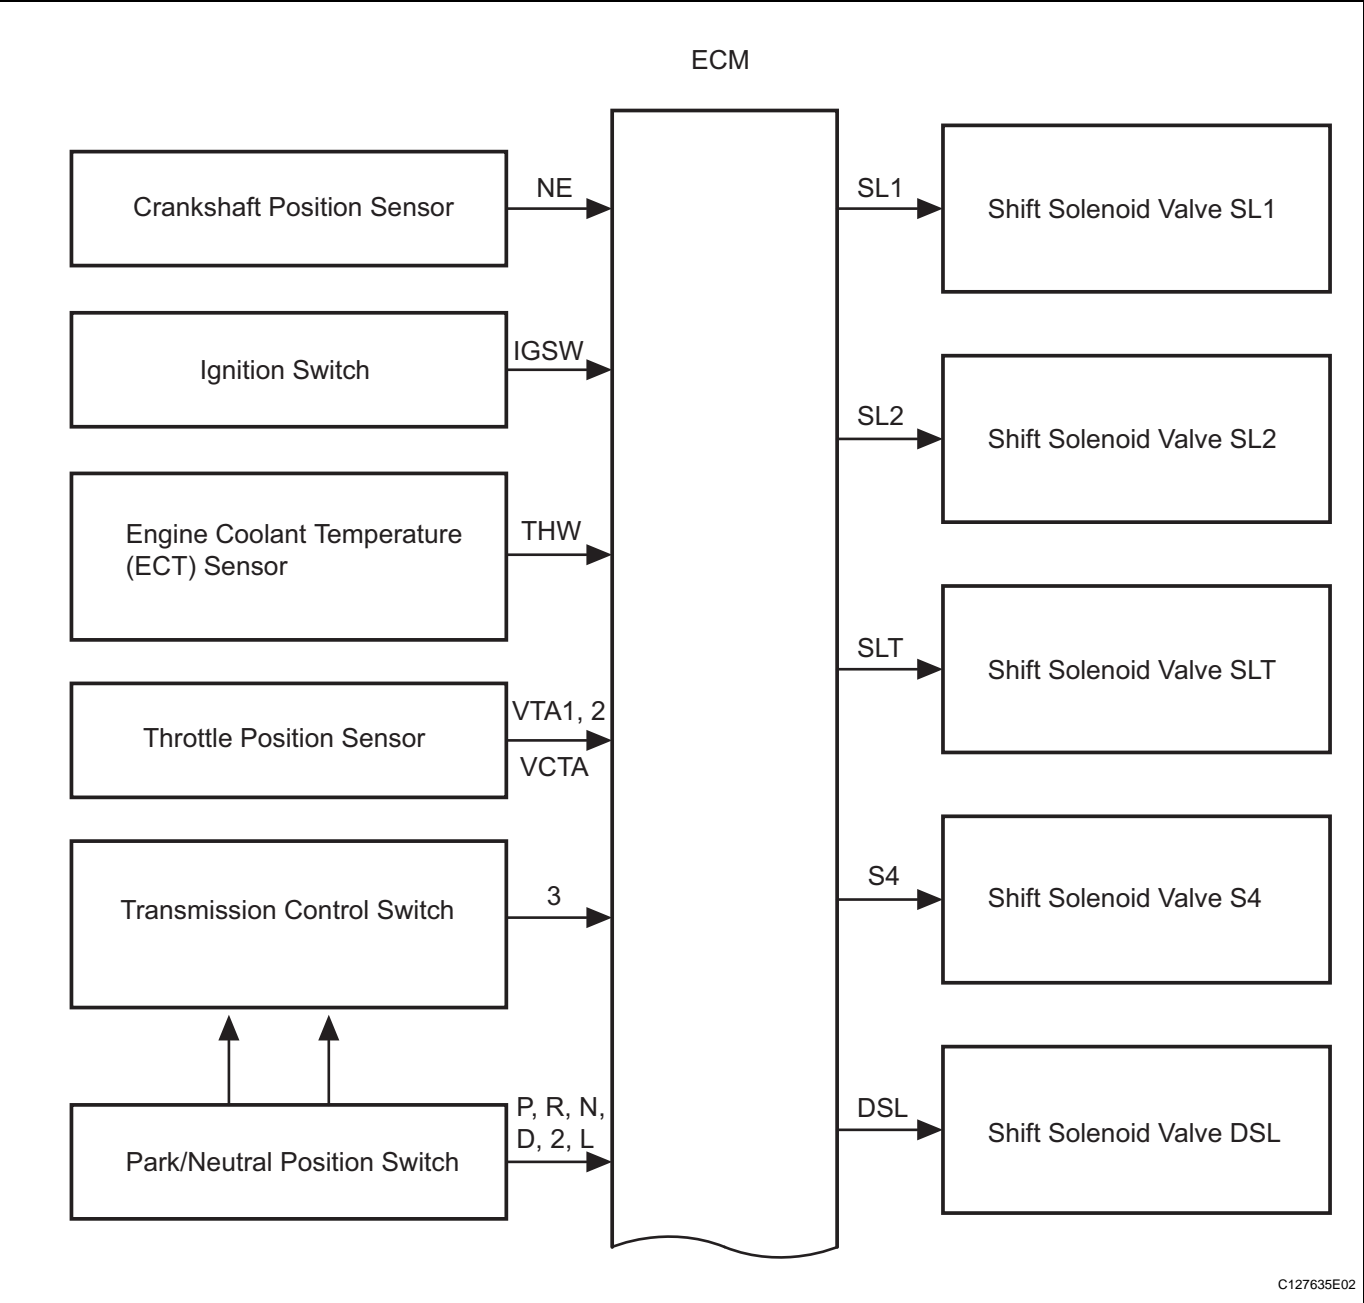 ECM
Crankshaft Position Sensor
NE
Ignition Switch
IGSW
Engine Coolant Temperature
(ECT) Sensor
THW
Throttle Position Sensor
VTA1, 2
VCTA
Transmission Control Switch
3
Park/Neutral Position Switch
P, R, N,
D, 2, L
SL1
Shift Solenoid Valve SL1
SL2
Shift Solenoid Valve SL2
SLT
Shift Solenoid Valve SLT
S4
Shift Solenoid Valve S4
DSL
Shift Solenoid Valve DSL
C127635E02